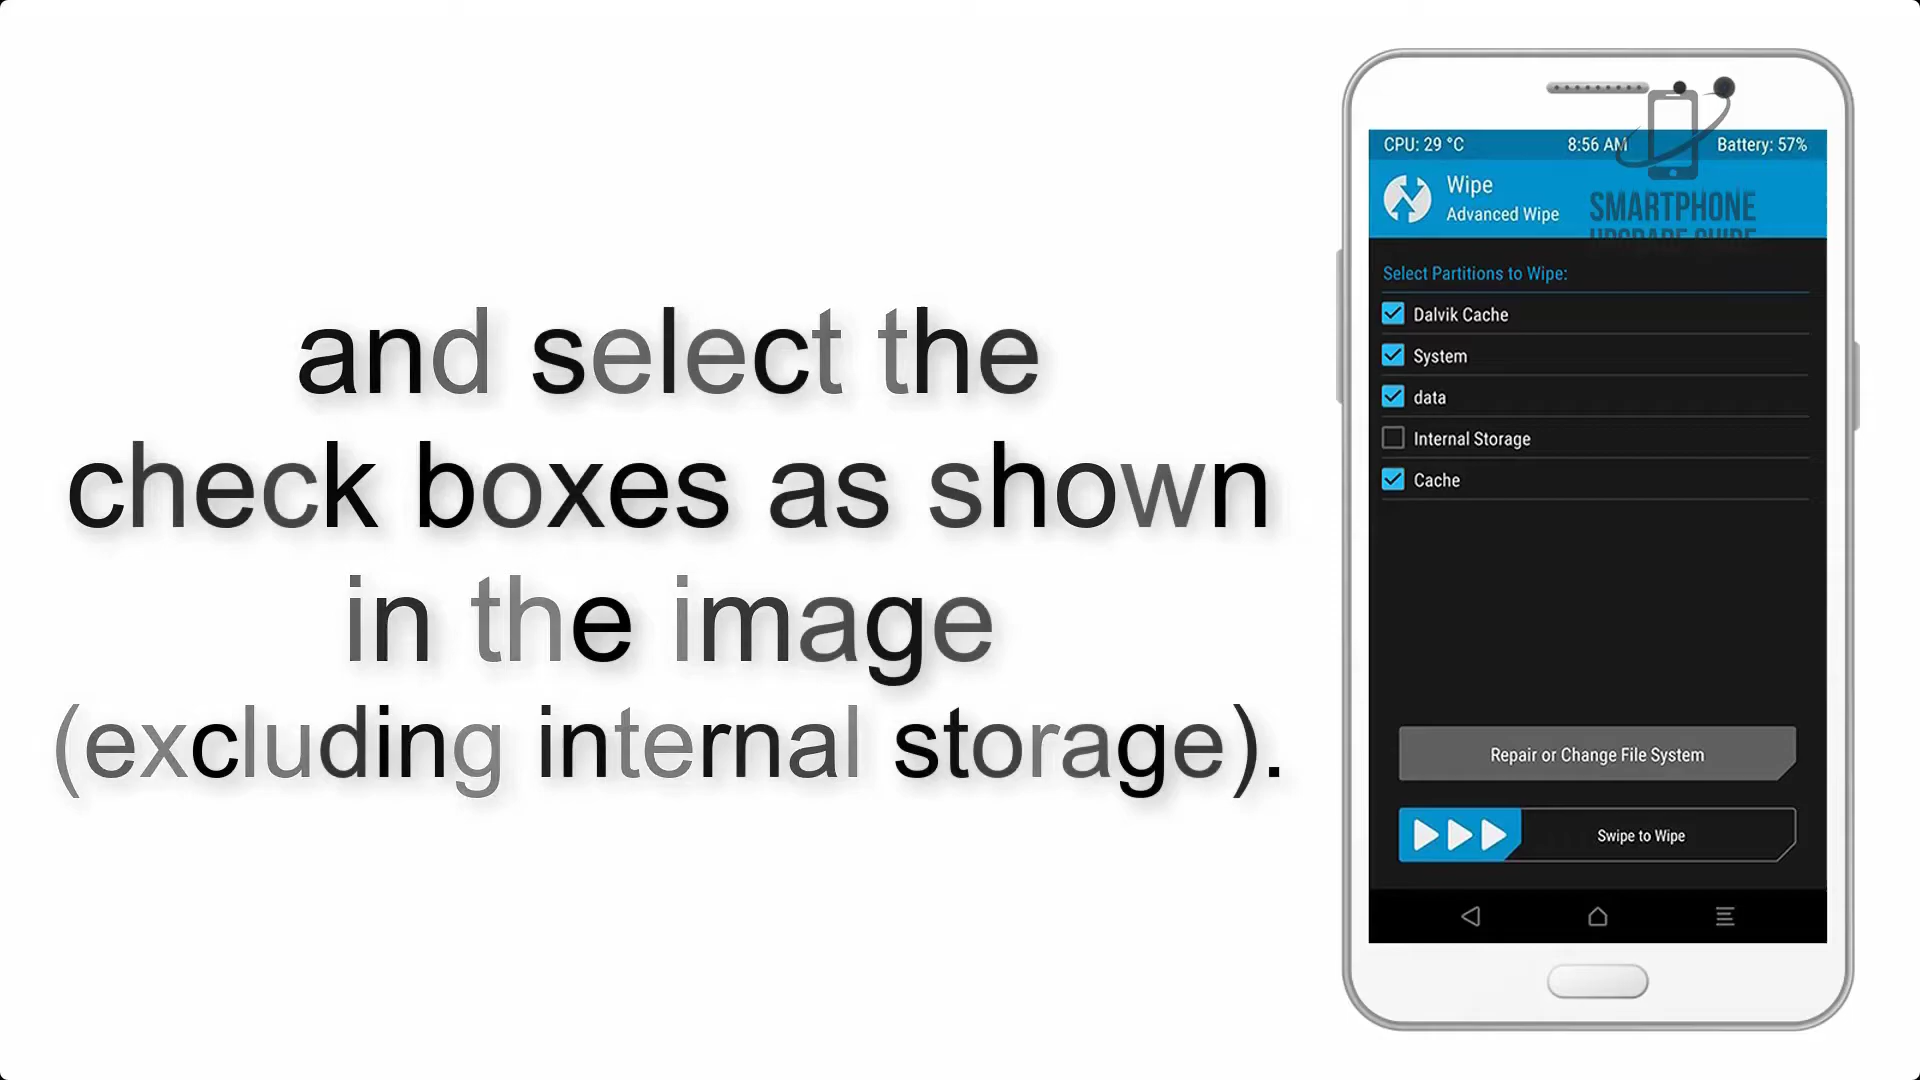 and select the
check boxes as shown
in the image
(excluding internal storage).
CPU: 29 °C 8:56 AM Battery: 57%
Wipe
Advanced Wipe
SMARTPHONE
UPGRADE GUIDE
Select Partitions to Wipe:
Dalvik Cache
System
data
Internal Storage
Cache
Repair or Change File System
Swipe to Wipe